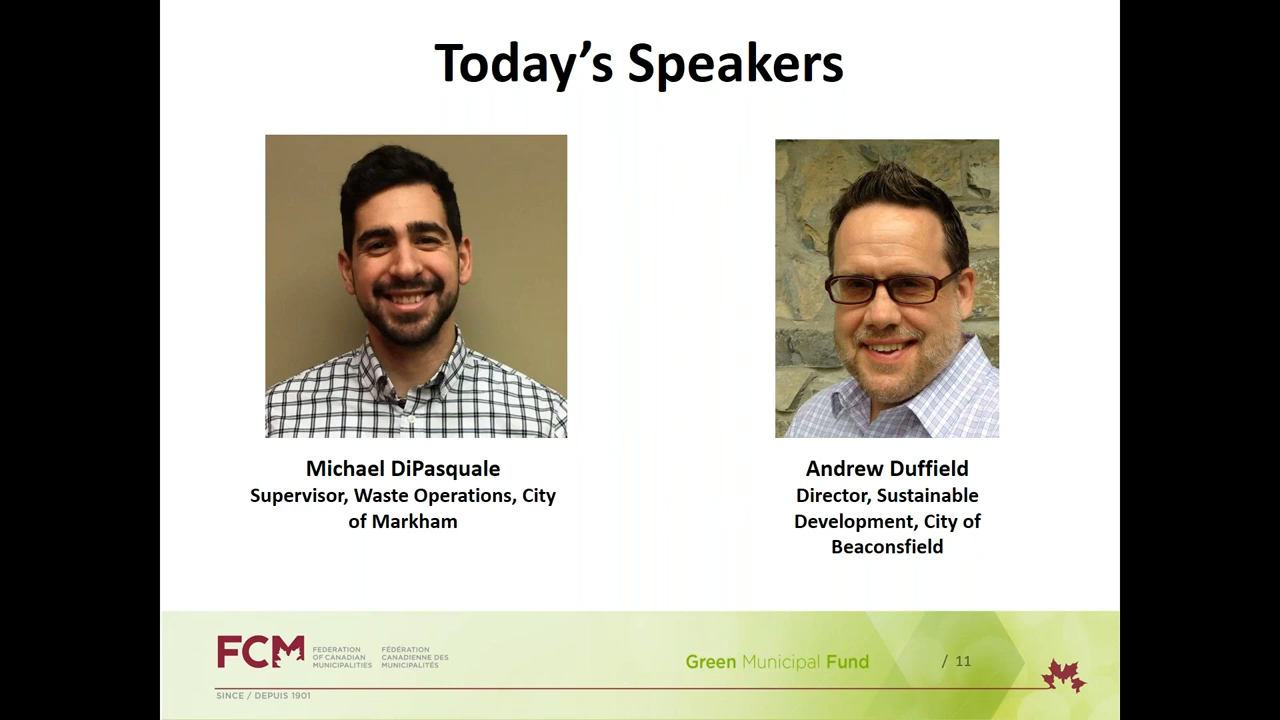 Today’s Speakers
Michael DiPasquale
Supervisor, Waste Operations, City
of Markham
Andrew Duffield
Director, Sustainable
Development, City of
Beaconsfield
FCM
FEDERATION
OF CANADIAN
MUNICIPALITIES
FÉDÉRATION
CANADIENNE DES
MUNICIPALITÉS
SINCE / DEPUIS 1901
Green Municipal Fund
/ 11